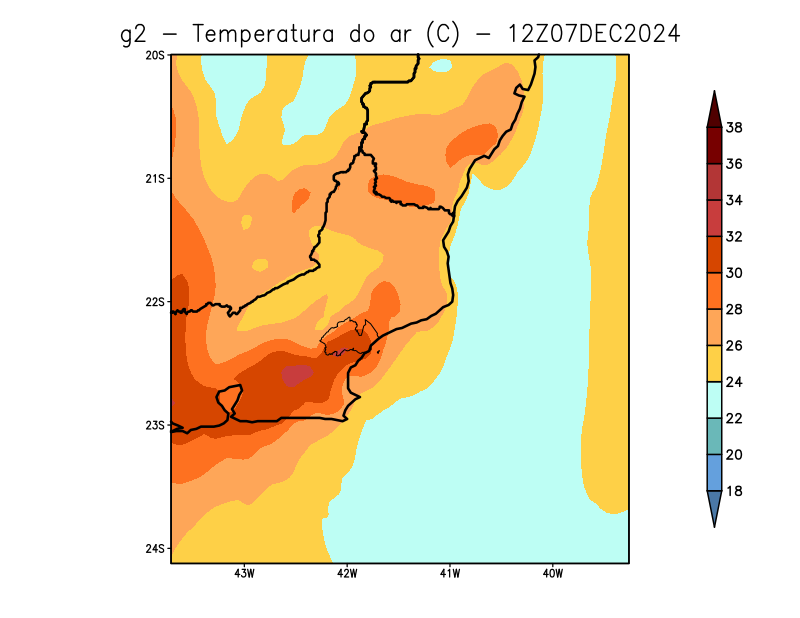 g2 – Temperatura do ar (C) – 12Z07DEC2024
20S
21S
22S
23S
24S
43W
42W
41W
40W
38
36
34
32
30
28
26
24
22
20
18